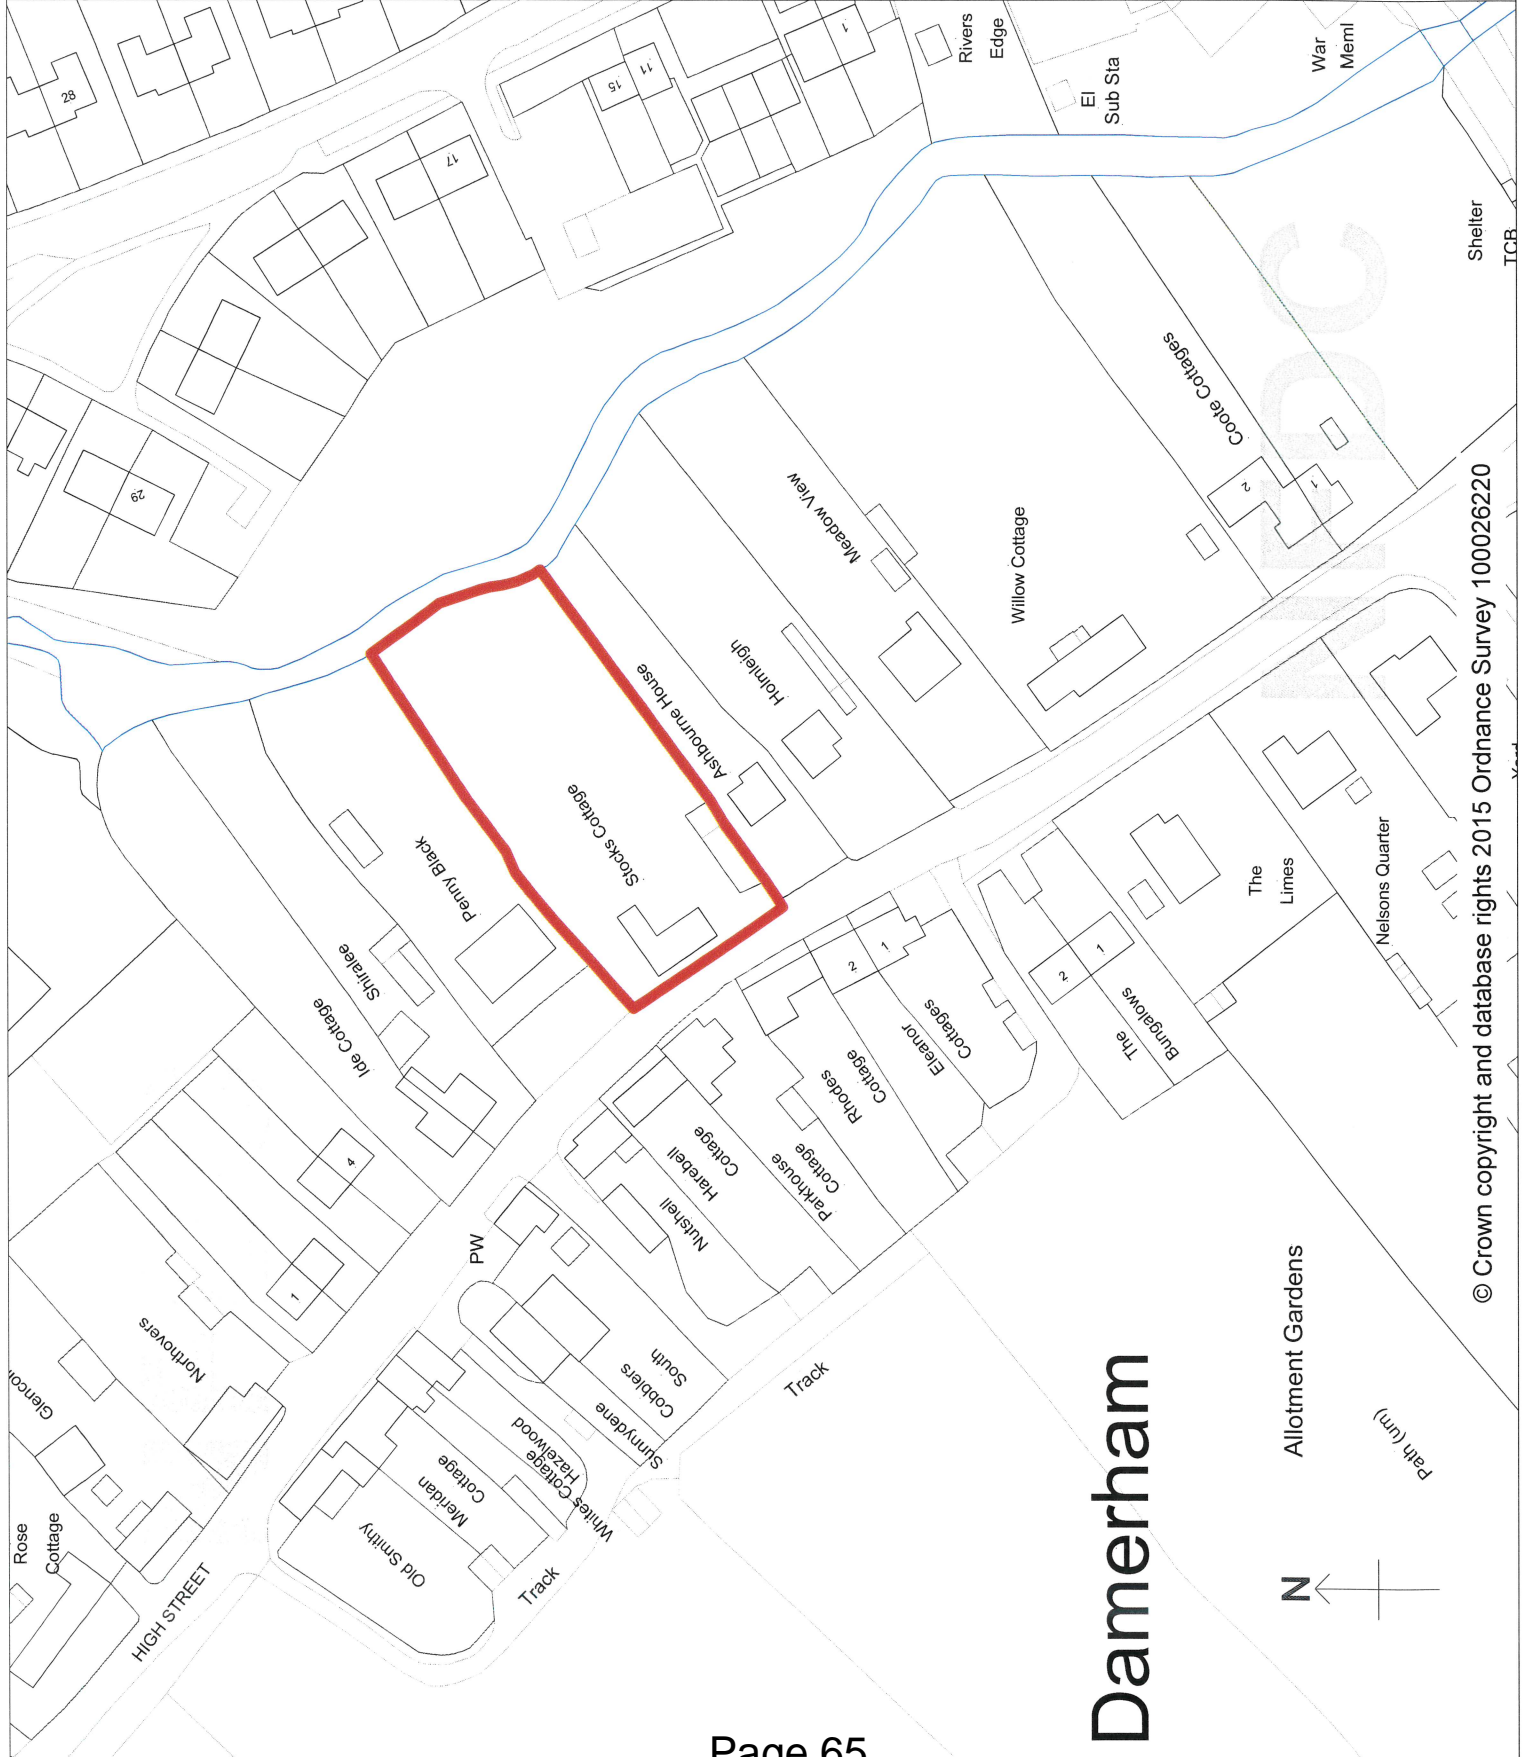 28
17
15
11
1
Rivers
Edge
El
Sub Sta
War
Meml
Shelter
TCB
29
Coote Cottages
2
1
Meadow View
Willow Cottage
Holmleigh
Ashbourne House
Stocks Cottage
Penny Black
Shiralee
Ide Cottage
4
1
Northovers
Rose
Cottage
HIGH STREET
PW
Old Smithy
Meridan
Cottage
Whites Cottage
Hazelwood
Sunnydene
Cobblers
South
Track
Track
Nutshell
Harebell
Cottage
Parkhouse
Cottage
Rhodes
Cottage
Eleanor
Cottages
2
1
The
Bungalows
2
1
The
Limes
Nelsons Quarter
NFDC
Allotment Gardens
Path (um)
N
Damerham
© Crown copyright and database rights 2015 Ordnance Survey 100026220
Page 65